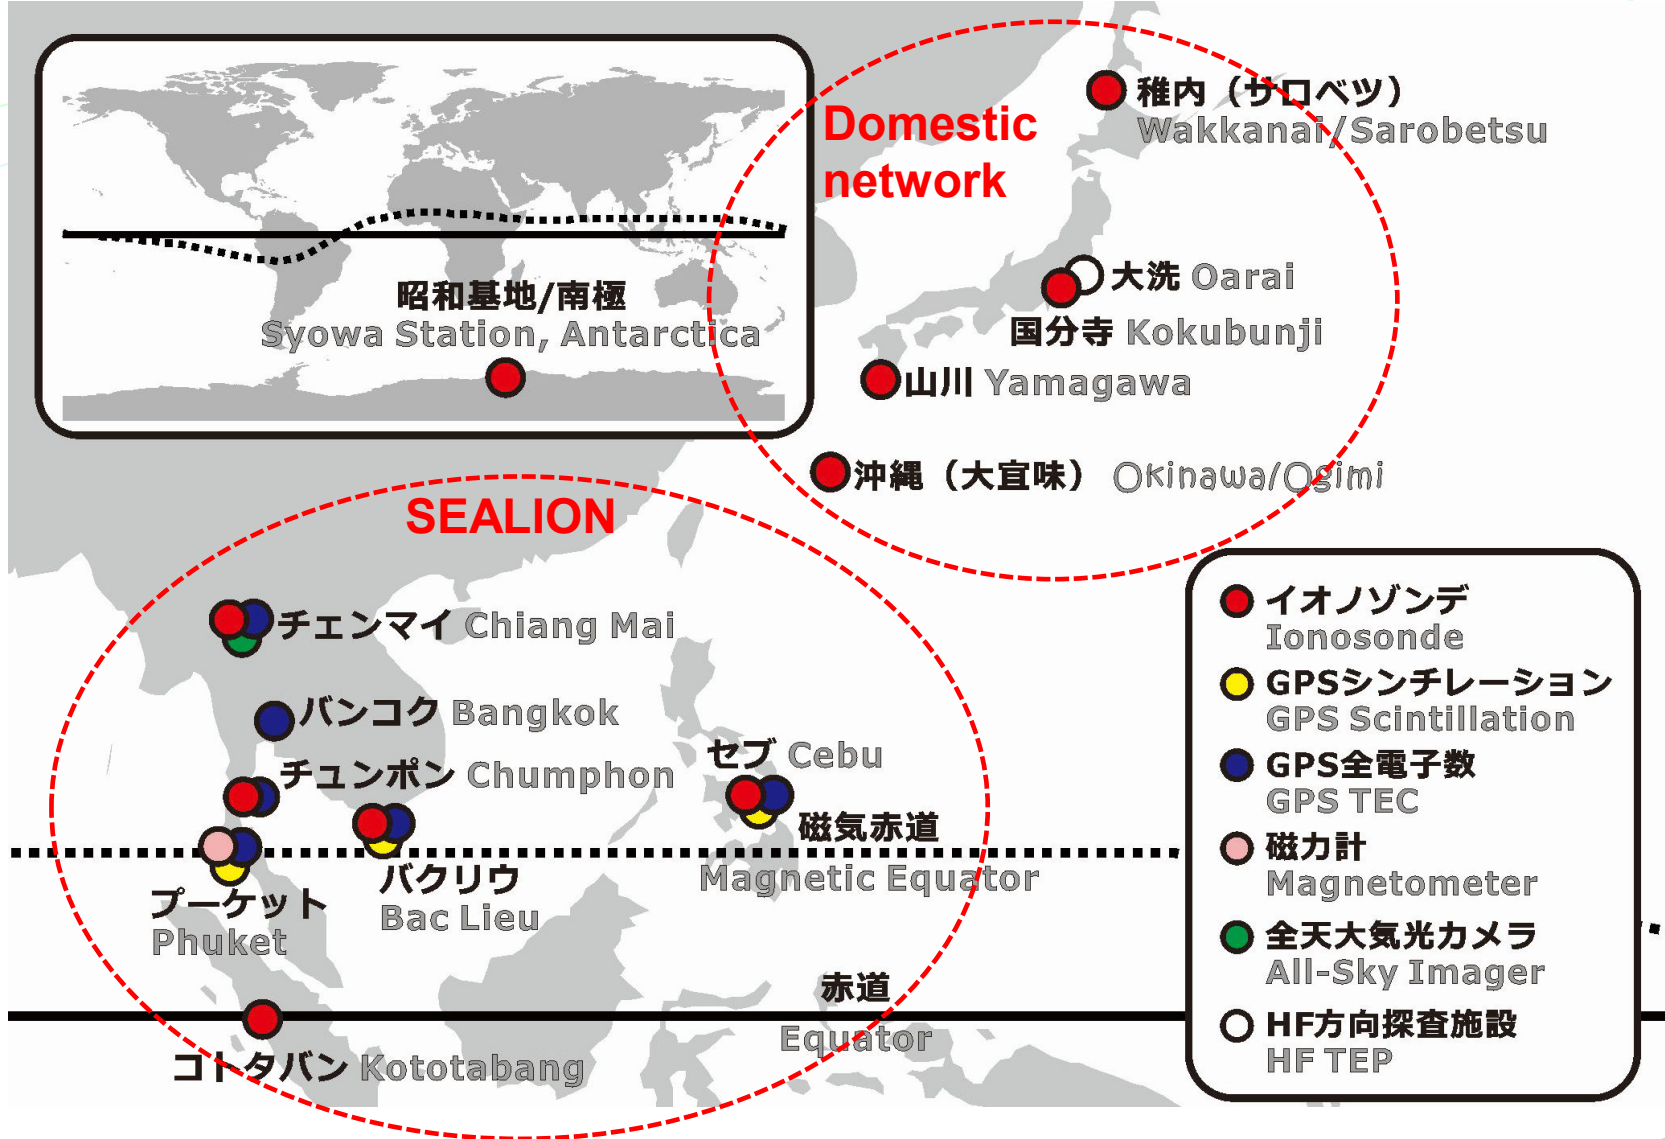 Domestic
network
稚内（サロベツ）
Wakkanai/Sarobetsu
大洗 Oarai
国分寺 Kokubunji
山川 Yamagawa
沖縄（大宜味） Okinawa/Ogimi
昭和基地/南極
Syowa Station, Antarctica
SEALION
チェンマイ Chiang Mai
バンコク Bangkok
チュンポン Chumphon
セブ Cebu
磁気赤道
Magnetic Equator
バクリウ
Bac Lieu
プーケット
Phuket
赤道
Equator
コトタバン Kototabang
イオノゾンデ
Ionosonde
GPSシンチレーション
GPS Scintillation
GPS全電子数
GPS TEC
磁力計
Magnetometer
全天大気光カメラ
All-Sky Imager
HF方向探査施設
HF TEP